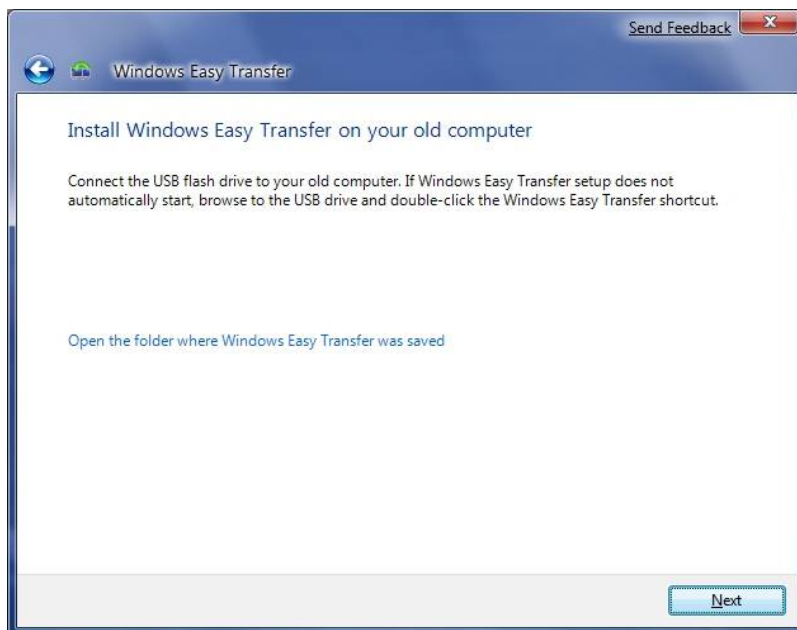 Send Feedback
Windows Easy Transfer
Install Windows Easy Transfer on your old computer
Connect the USB flash drive to your old computer. If Windows Easy Transfer setup does not
automatically start, browse to the USB drive and double-click the Windows Easy Transfer shortcut.
Open the folder where Windows Easy Transfer was saved
Next